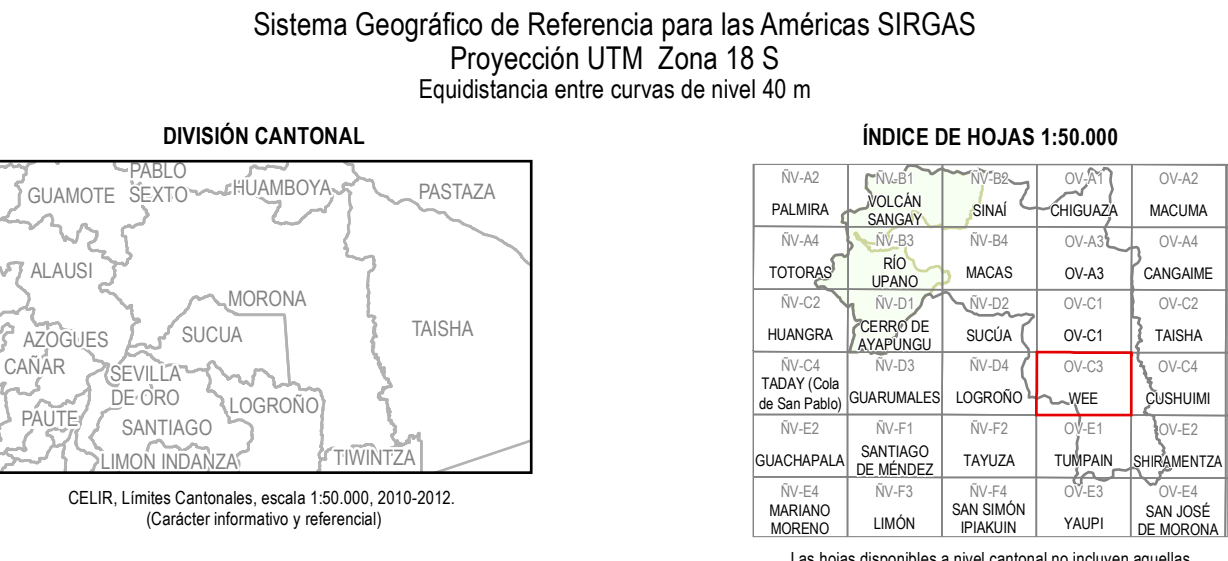 Sistema Geográfico de Referencia para las Américas SIRGAS
Proyección UTM Zona 18 S
Equidistancia entre curvas de nivel 40 m
DIVISIÓN CANTONAL
PABLO
SEXTO
GUAMOTE
HUAMBOYA
PASTAZA
ALAUSI
MORONA
SUCUA
TAISHA
AZOGUES
CAÑAR
SEVILLA
DE ORO
LOGROÑO
PAUTE
SANTIAGO
LIMON INDANZA
TIWINTZA
CELIR, Límites Cantonales, escala 1:50.000, 2010-2012.
(Carácter informativo y referencial)
ÍNDICE DE HOJAS 1:50.000
ÑV-A2 ÑV-B1 ÑV-B2 OV-A1 OV-A2
PALMIRA VOLCÁN SANGAY SINAÍ CHIGUAZA MACUMA
ÑV-A4 ÑV-B3 ÑV-B4 OV-A3 OV-A4
TOTORAS RÍO UPANO MACAS OV-A3 CANGAIME
ÑV-C2 ÑV-D1 ÑV-D2 OV-C1 OV-C2
HUANGRA CERRO DE AYAPUNGU SUCÚA OV-C1 TAISHA
ÑV-C4 ÑV-D3 ÑV-D4 OV-C3 OV-C4
TADAY (Cola de San Pablo) GUARUMALES LOGROÑO WEE CUSHUIMI
ÑV-E2 ÑV-F1 ÑV-F2 OV-E1 OV-E2
GUACHAPALA SANTIAGO DE MÉNDEZ TAYUZA TUMPAIN SHIRAMENTZA
ÑV-E4 ÑV-F3 ÑV-F4 OV-E3 OV-E4
MARIANO MORENO LIMÓN SAN SIMÓN IPIAKUIN YAUPI SAN JOSÉ DE MORONA
Las hojas disponibles a nivel cantonal no incluyen aquellas